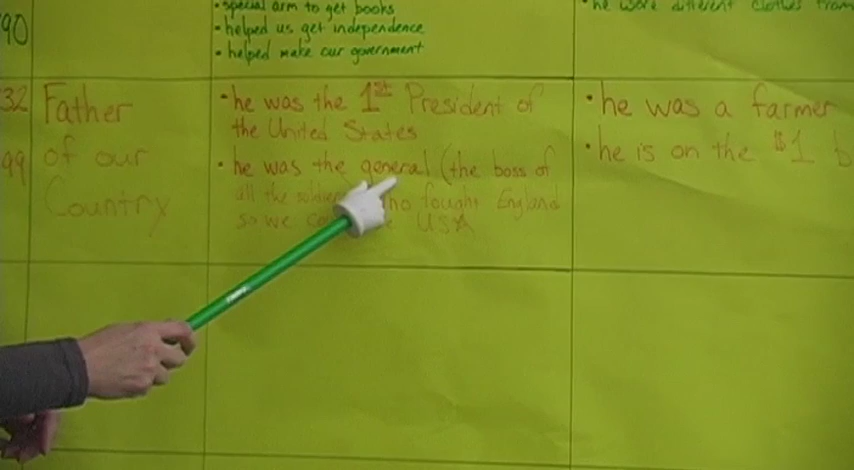 90
• special arm to get books
• helped us get independence
• helped make our government
• he wore different clothes from
32
99
Father
of our
Country
• he was the 1st President of
the United States
• he was the general (the boss of
all the who fought England
so we USA
• he was a farmer
• he is on the $1 b